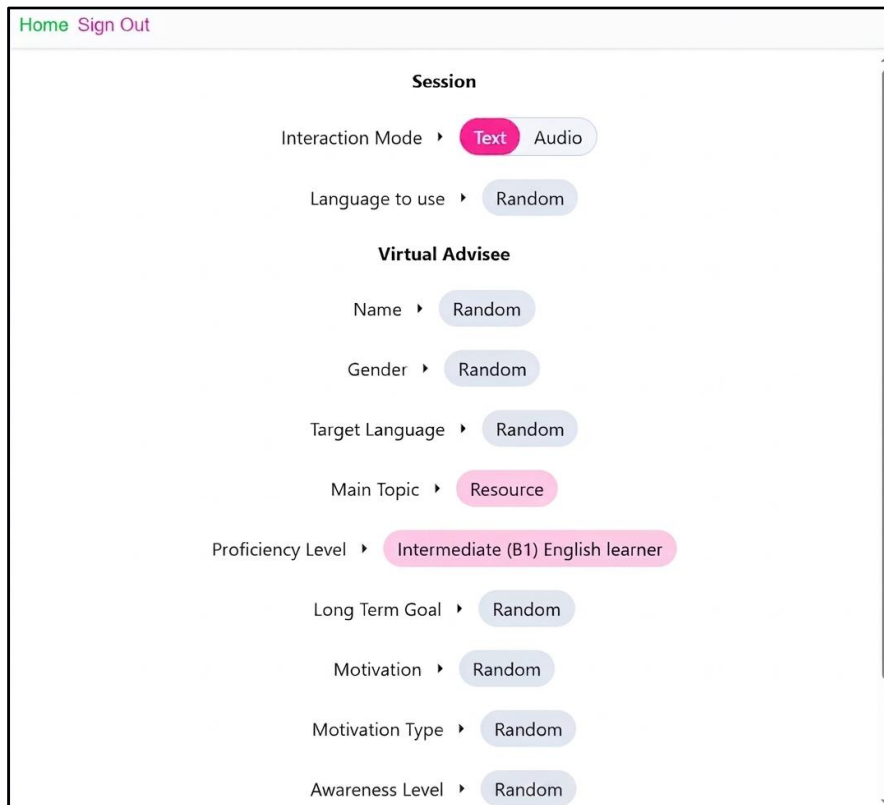 Home Sign Out
Session
Interaction Mode Text Audio
Language to use Random
Virtual Advisee
Name Random
Gender Random
Target Language Random
Main Topic Resource
Proficiency Level Intermediate (B1) English learner
Long Term Goal Random
Motivation Random
Motivation Type Random
Awareness Level Random